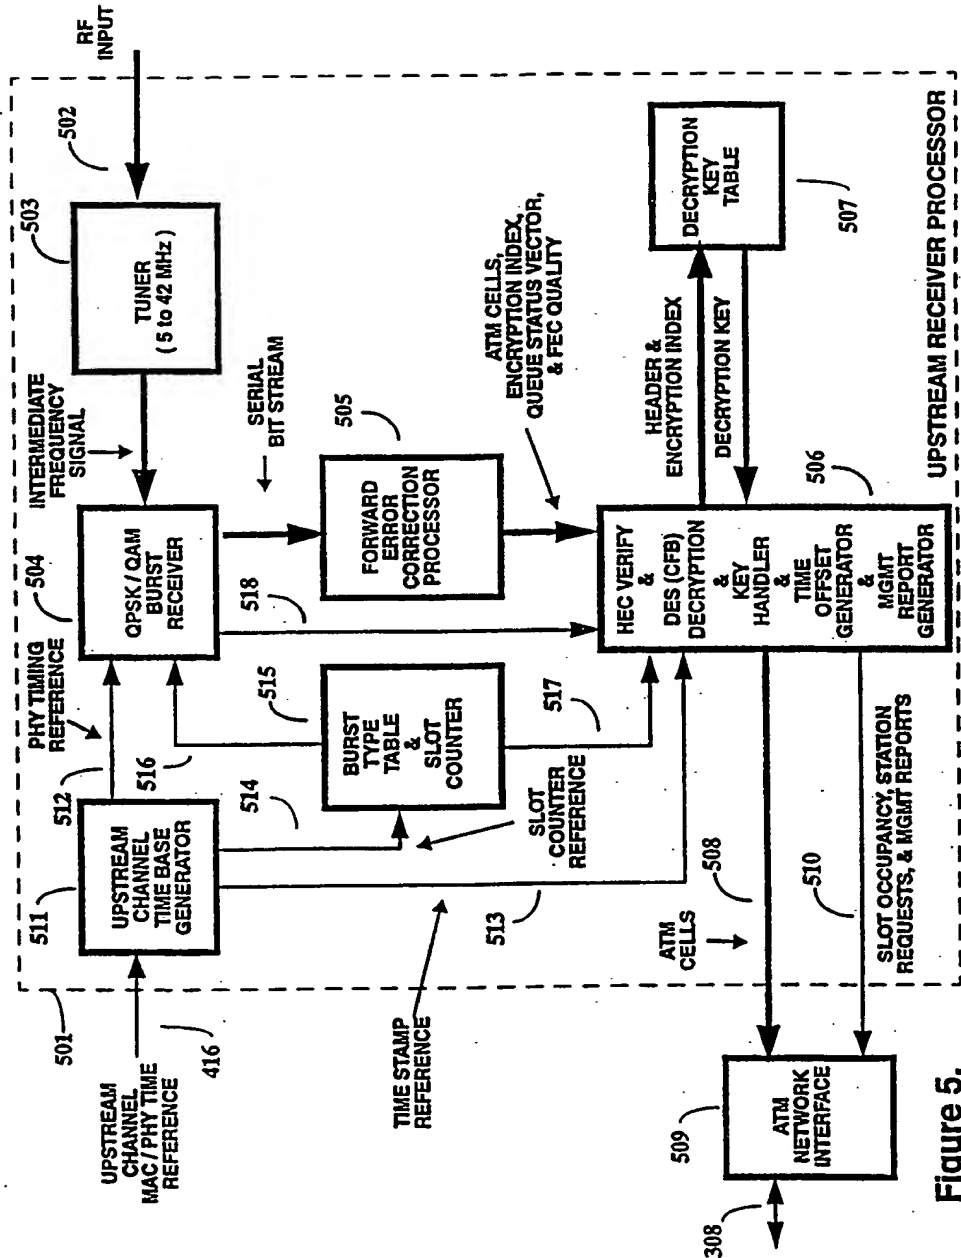 UPSTREAM
CHANNEL
MAC / PHY TIME
REFERENCE
416
501
511
UPSTREAM
CHANNEL
TIME BASE
GENERATOR
512
PHY TIMING
REFERENCE
504
QPSK / QAM
BURST
RECEIVER
INTERMEDIATE
FREQUENCY
SIGNAL
503
TUNER
( 5 to 42 MHz )
502
RF
INPUT
516
514
515
BURST
TYPE
TABLE
&
SLOT
COUNTER
518
SERIAL
BIT STREAM
505
FORWARD
ERROR
CORRECTION
PROCESSOR
SLOT
COUNTER
REFERENCE
517
513
TIME STAMP
REFERENCE
ATM CELLS,
ENCRYPTION INDEX,
QUEUE STATUS VECTOR,
& FEC QUALITY
HEC VERIFY
&
DES (CFB)
DECRYPTION
&
KEY
HANDLER
&
TIME
OFFSET
GENERATOR
&
MGMT
REPORT
GENERATOR
506
HEADER &
ENCRYPTION INDEX
DECRYPTION KEY
DECRYPTION
KEY
TABLE
507
508
ATM
CELLS
510
SLOT OCCUPANCY, STATION
REQUESTS, & MGMT REPORTS
UPSTREAM RECEIVER PROCESSOR
509
ATM
NETWORK
INTERFACE
308
Figure 5.